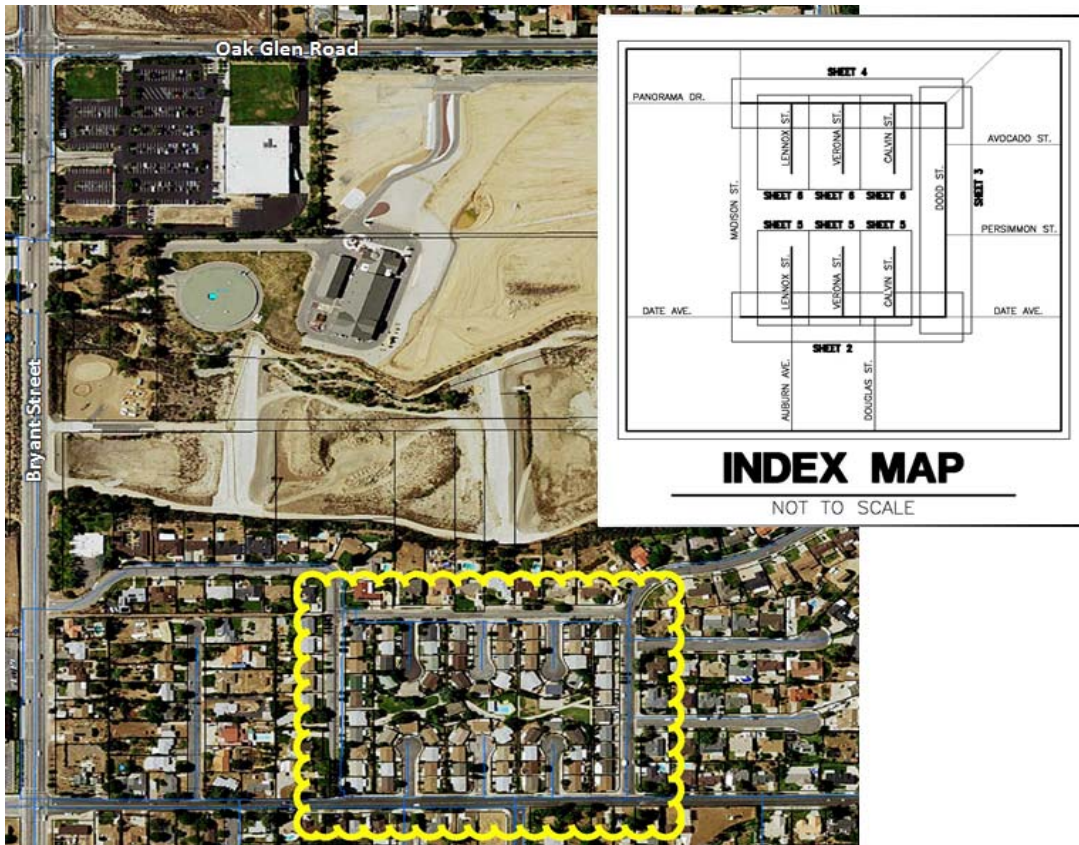 Oak Glen Road
Bryant Street
SHEET 4
PANORAMA DR.
LENNOX ST.
VERONA ST.
CALVIN ST.
AVOCADO ST.
MADISON ST.
DODD ST.
SHEET 3
SHEET 6 SHEET 6 SHEET 6
SHEET 5 SHEET 5 SHEET 5
PERSIMMON ST.
LENNOX ST.
VERONA ST.
CALVIN ST.
DATE AVE.
DATE AVE.
SHEET 2
AUBURN AVE.
DOUGLAS ST.
INDEX MAP
NOT TO SCALE